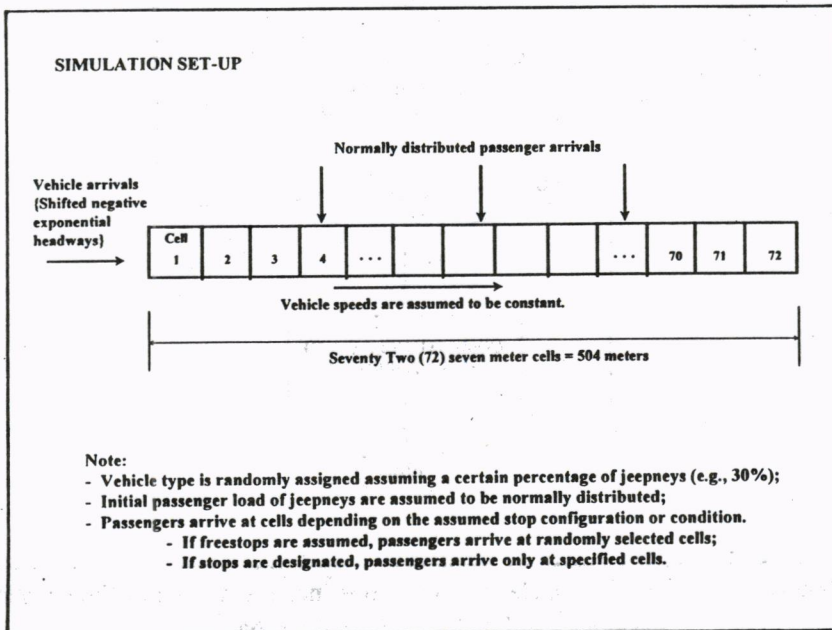 SIMULATION SET-UP
Normally distributed passenger arrivals
Vehicle arrivals
(Shifted negative
exponential
headways)
Cell
1 2 3 4 ... ... 70 71 72
Vehicle speeds are assumed to be constant.
Seventy Two (72) seven meter cells = 504 meters
Note:
- Vehicle type is randomly assigned assuming a certain percentage of jeepneys (e.g., 30%);
- Initial passenger load of jeepneys are assumed to be normally distributed;
- Passengers arrive at cells depending on the assumed stop configuration or condition.
- If freestops are assumed, passengers arrive at randomly selected cells;
- If stops are designated, passengers arrive only at specified cells.